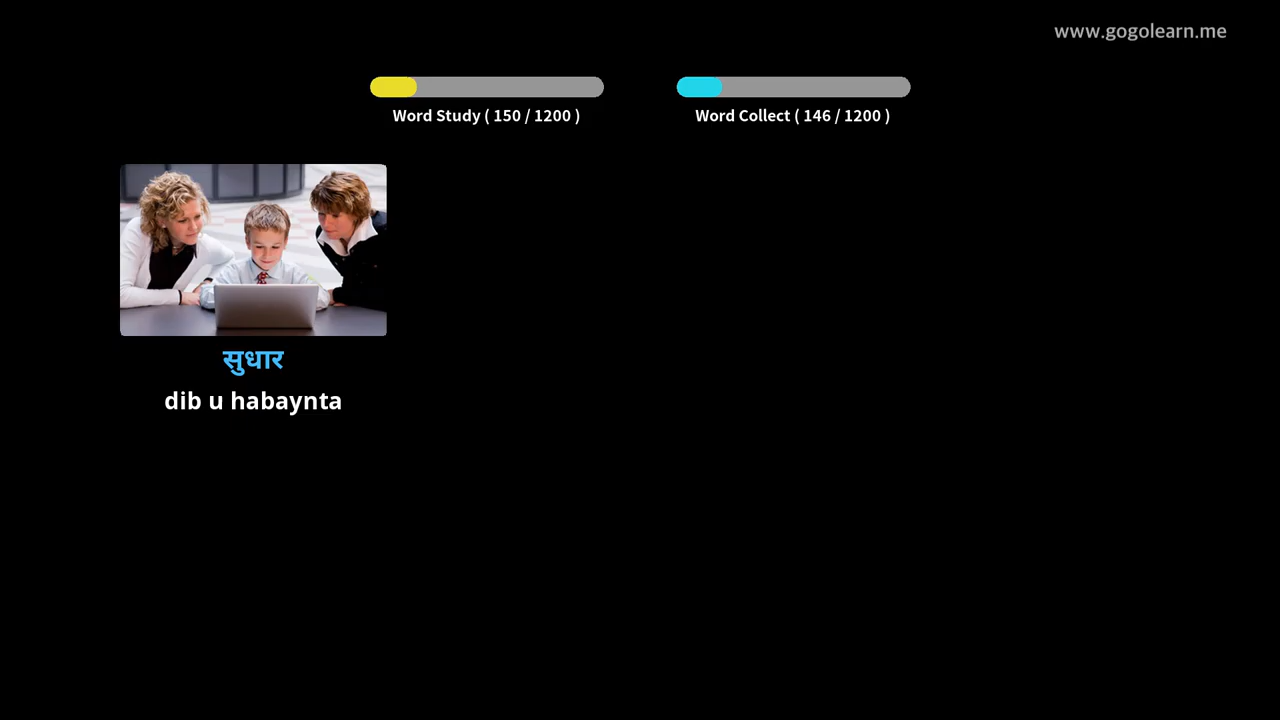 www.gogolearn.me
Word Study ( 150 / 1200 )
Word Collect ( 146 / 1200 )
सुधार
dib u habaynta